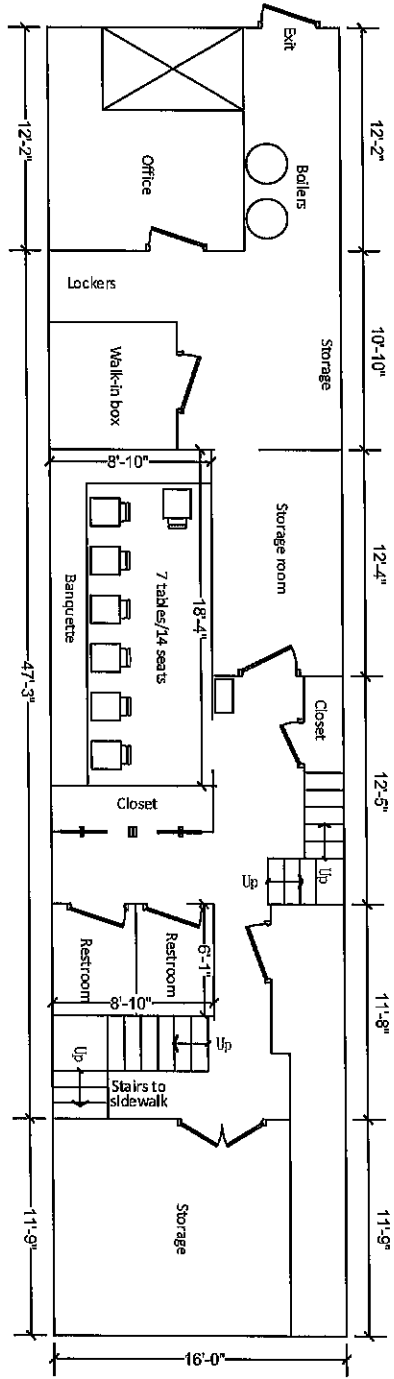 Exit
12'-2"
12'-2"
Office
Boilers
Lockers
Storage
10'-10"
Walk-in box
8'-10"
Storage room
12'-4"
7 tables/14 seats
18'-4"
Banquette
47'-3"
Closet
Closet
12'-5"
Up
Up
Restroom
Restroom
6'-1"
8'-10"
11'-8"
Up
Up
Stairs to
sidewalk
Storage
11'-9"
11'-9"
16'-0"